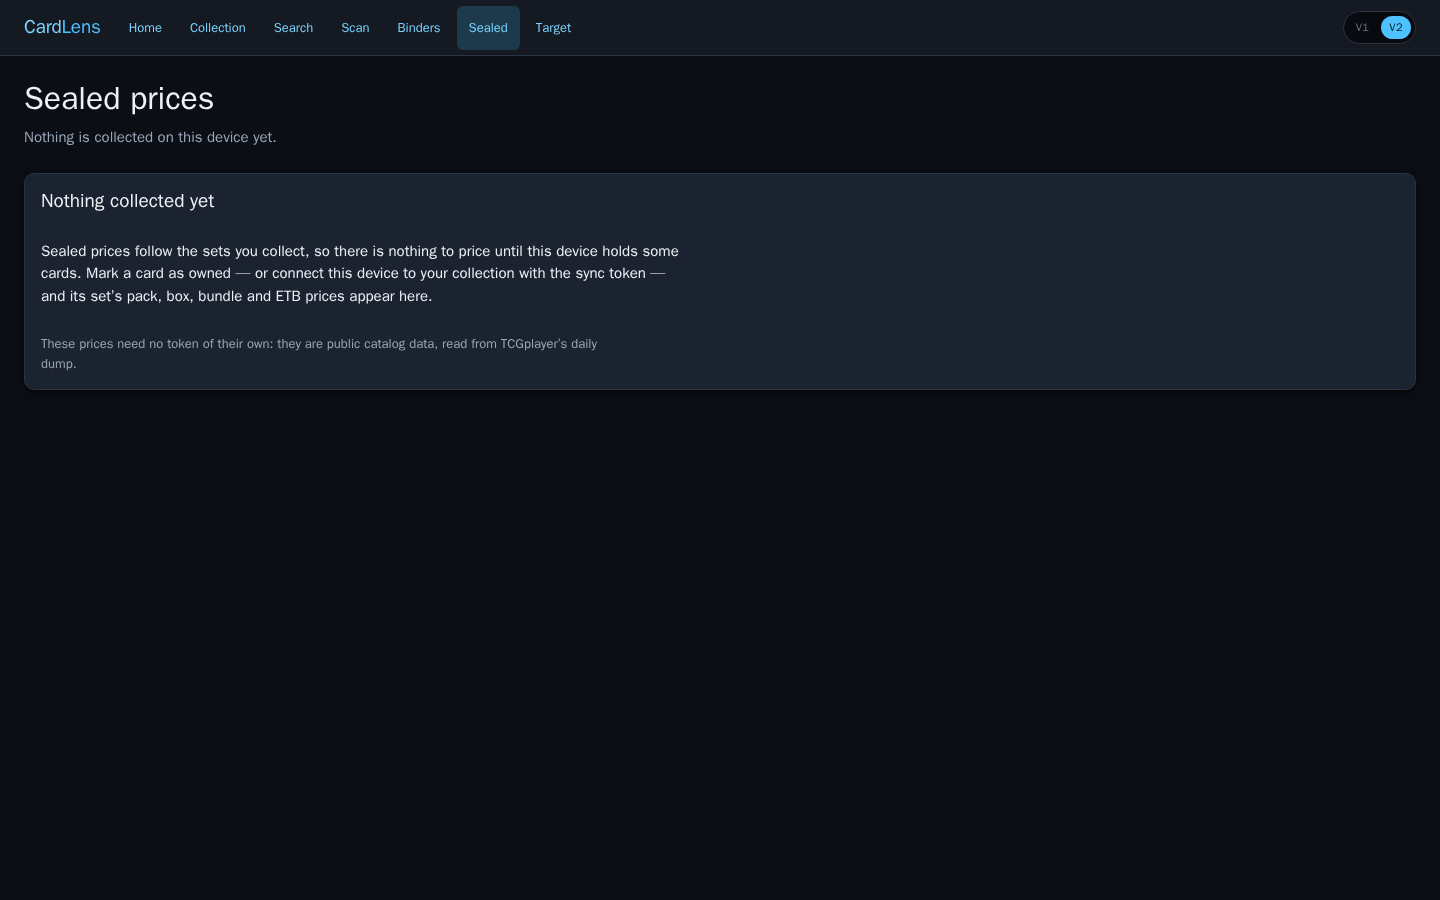 CardLens Home Collection Search Scan Binders Sealed Target V1 V2
Sealed prices
Nothing is collected on this device yet.
Nothing collected yet
Sealed prices follow the sets you collect, so there is nothing to price until this device holds some
cards. Mark a card as owned — or connect this device to your collection with the sync token —
and its set's pack, box, bundle and ETB prices appear here.
These prices need no token of their own: they are public catalog data, read from TCGplayer's daily
dump.